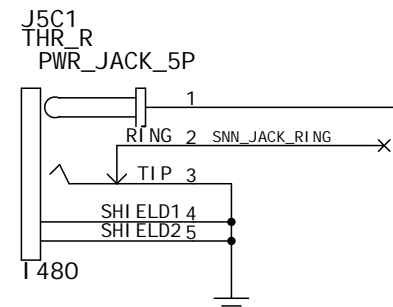 J5C1
THR_R
PWR_JACK_5P
1
RING 2 SNN_JACK_RING
TIP 3
SHIELD1 4
SHIELD2 5
I480